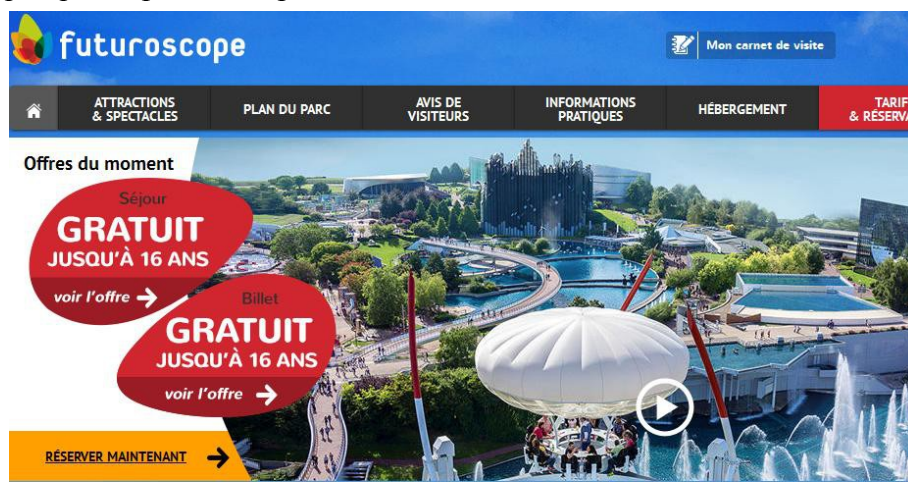 futuroscope
Mon carnet de visite
ATTRACTIONS
& SPECTACLES
PLAN DU PARC
AVIS DE
VISITEURS
INFORMATIONS
PRATIQUES
HÉBERGEMENT
TARIF
& RÉSERVA
Offres du moment
Séjour
GRATUIT
JUSQU'À 16 ANS
voir l'offre
Billet
GRATUIT
JUSQU'À 16 ANS
voir l'offre
RÉSERVER MAINTENANT